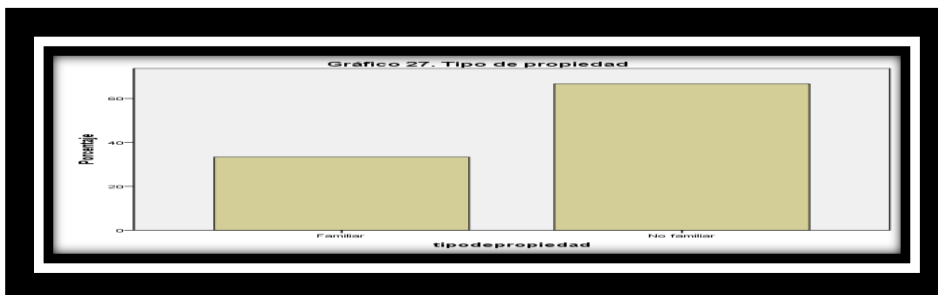 Gráfico 27. Tipo de propiedad
Porcentaje
60
40
20
0
Familiar
No familiar
tipodepropiedad